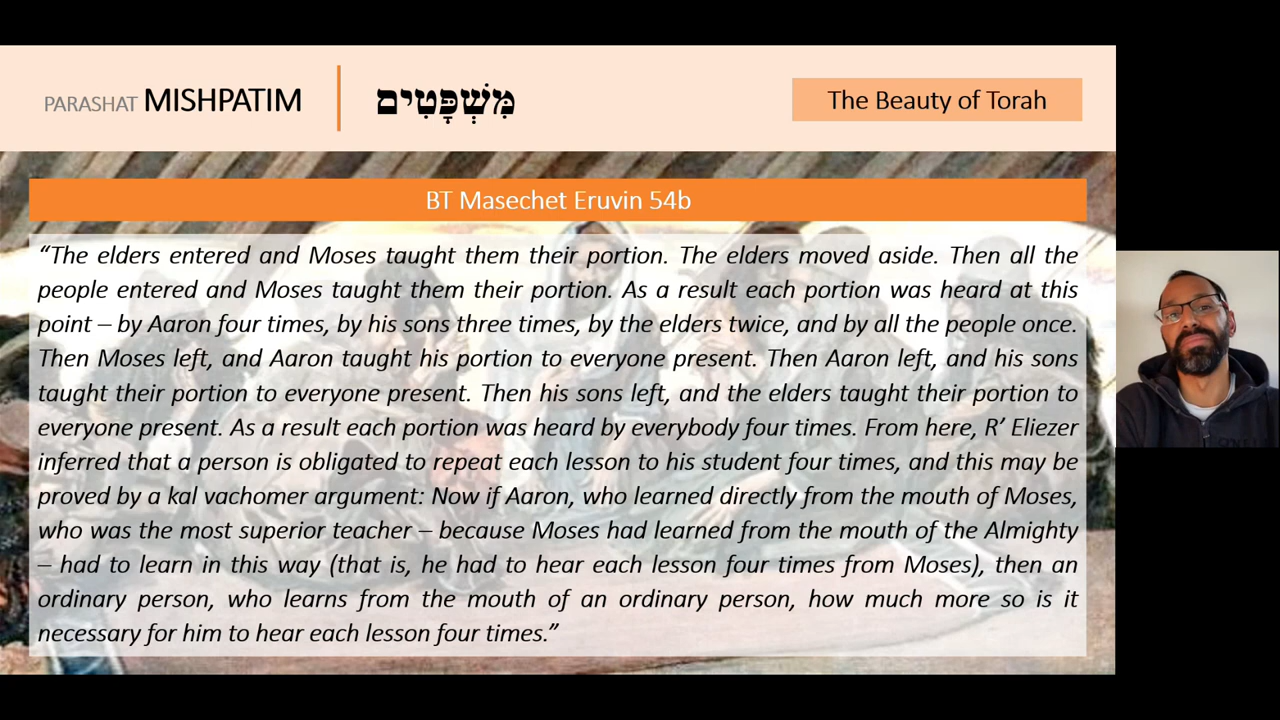 PARASHAT MISHPATIM
מִּשְׁפָּטִים
The Beauty of Torah
BT Masechet Eruvin 54b
“The elders entered and Moses taught them their portion. The elders moved aside. Then all the
people entered and Moses taught them their portion. As a result each portion was heard at this
point – by Aaron four times, by his sons three times, by the elders twice, and by all the people once.
Then Moses left, and Aaron taught his portion to everyone present. Then Aaron left, and his sons
taught their portion to everyone present. Then his sons left, and the elders taught their portion to
everyone present. As a result each portion was heard by everybody four times. From here, R’ Eliezer
inferred that a person is obligated to repeat each lesson to his student four times, and this may be
proved by a kal vachomer argument: Now if Aaron, who learned directly from the mouth of Moses,
who was the most superior teacher – because Moses had learned from the mouth of the Almighty
– had to learn in this way (that is, he had to hear each lesson four times from Moses), then an
ordinary person, who learns from the mouth of an ordinary person, how much more so is it
necessary for him to hear each lesson four times.”